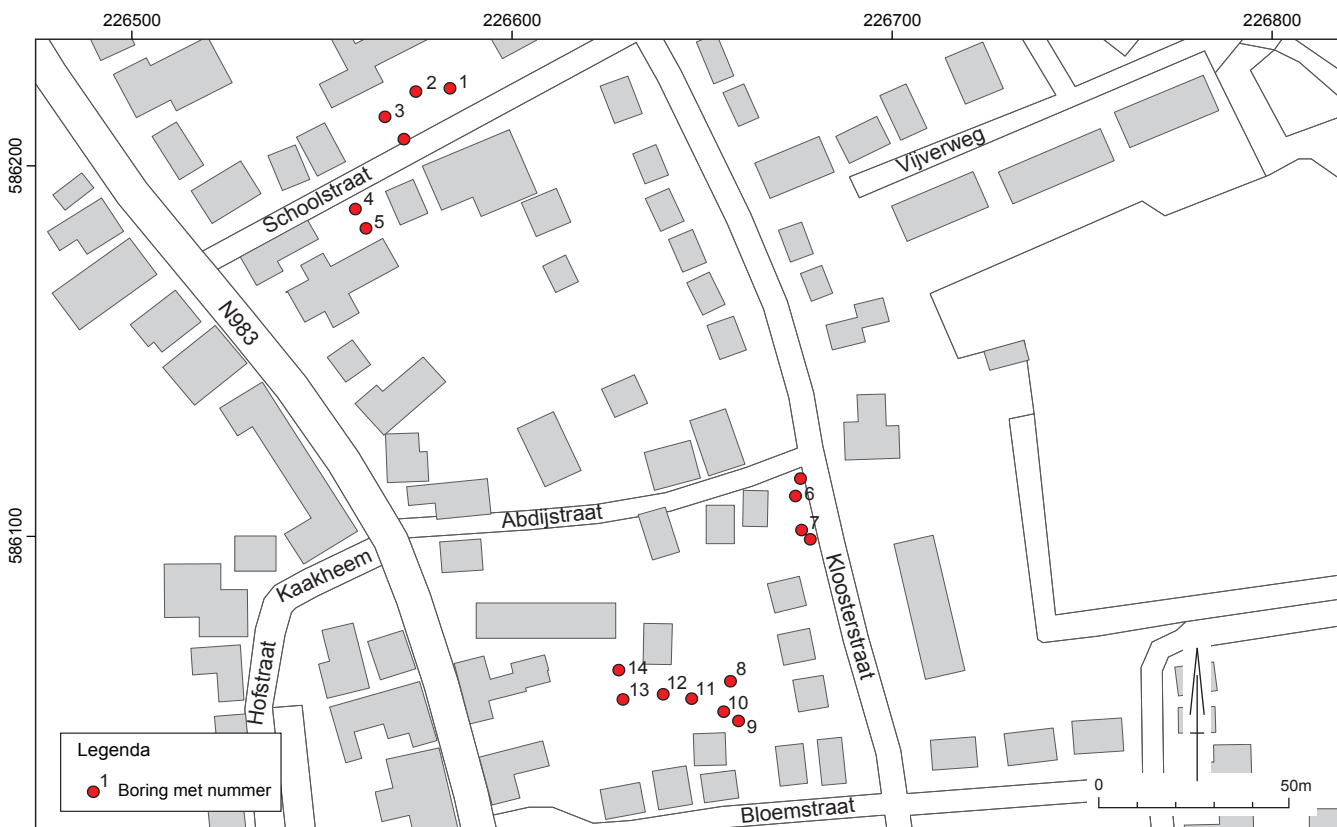 226500
226600
226700
226800
2
1
3
Vijverweg
586200
Schoolstraat
4
5
N983
6
Abdijstraat
7
586100
Kaakheem
Kloosterstraat
Hofstraat
14
8
12
13
11
10
9
Legenda
1
Boring met nummer
0
50m
Bloemstraat